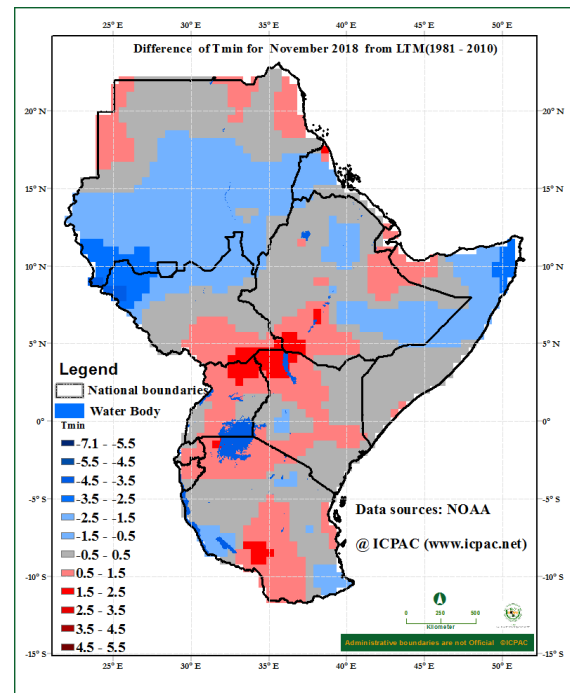 25° E 30° E 35° E 40° E 45° E 50° E
Difference of Tmin for November 2018 from LTM(1981 - 2010)
20° N 20° N
15° N 15° N
10° N 10° N
5° N 5° N
0° 0°
5° S 5° S
10° S -10° S
-15° S -15° S
Legend
National boundaries
Water Body
Tmin
-7.1 - -5.5
-5.5 - -4.5
-4.5 - -3.5
-3.5 - -2.5
-2.5 - -1.5
-1.5 - -0.5
-0.5 - 0.5
0.5 - 1.5
1.5 - 2.5
2.5 - 3.5
3.5 - 4.5
4.5 - 5.5
Data sources: NOAA
@ ICPAC (www.icpac.net)
0 250 500
Kilometer
Administrative boundaries are not Official ©ICPAC
25° E 30° E 35° E 40° E 45° E 50° E